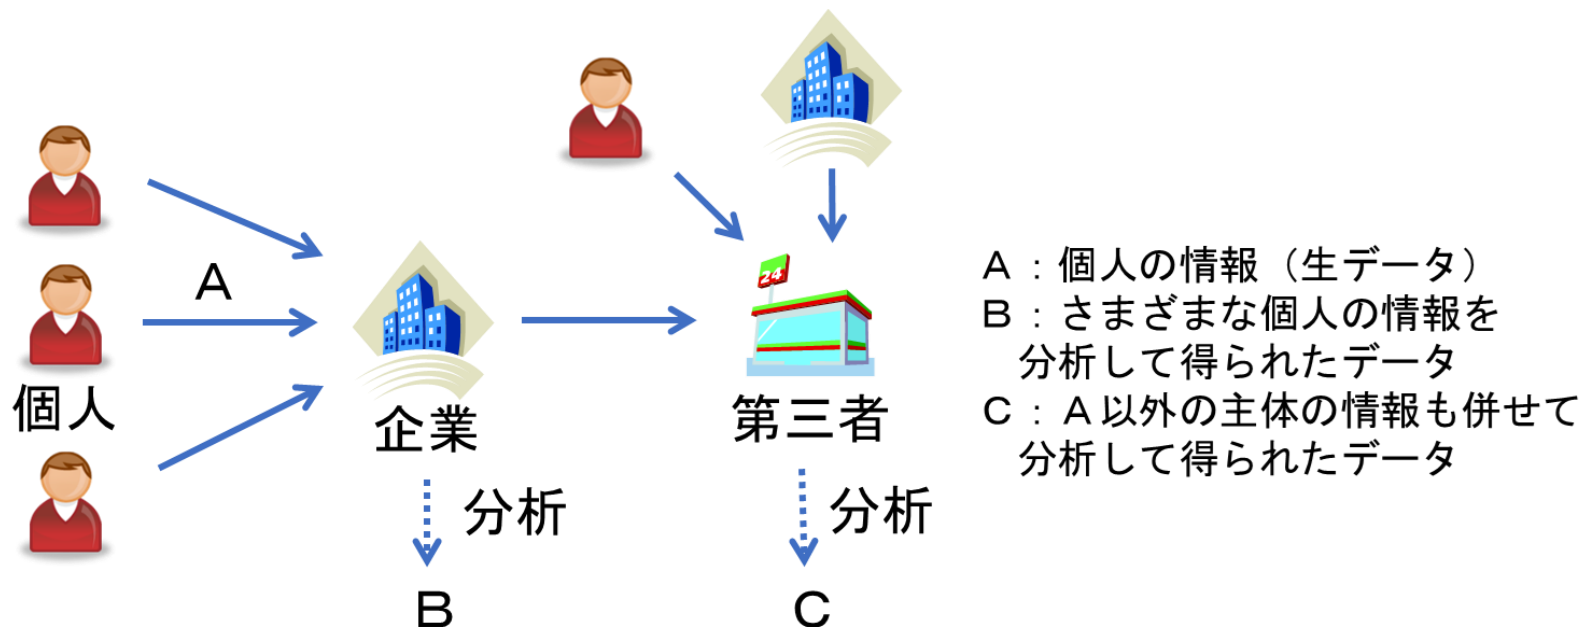 A
24
個人
企業
第三者
分析
分析
B
C
A：個人の情報（生データ）
B：さまざまな個人の情報を
分析して得られたデータ
C：A以外の主体の情報も併せて
分析して得られたデータ